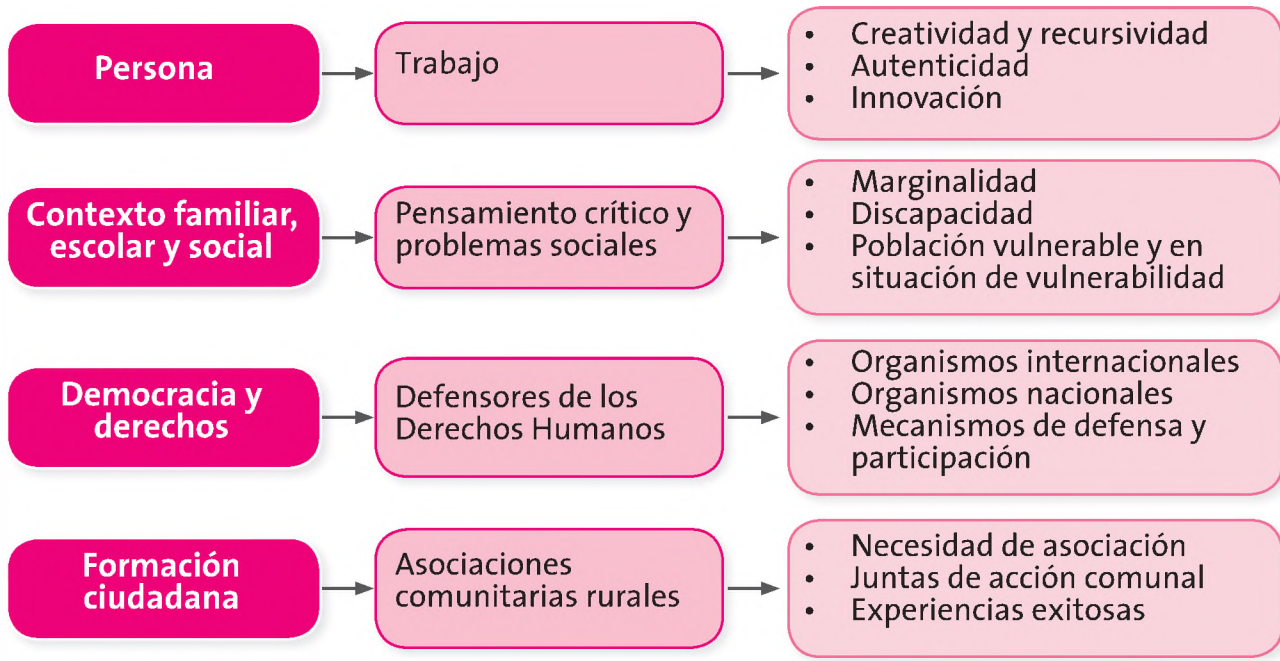 Persona
Trabajo
• Creatividad y recursividad
• Autenticidad
• Innovación
Contexto familiar,
escolar y social
Pensamiento crítico y
problemas sociales
• Marginalidad
• Discapacidad
• Población vulnerable y en
situación de vulnerabilidad
Democracia y
derechos
Defensores de los
Derechos Humanos
• Organismos internacionales
• Organismos nacionales
• Mecanismos de defensa y
participación
Formación
ciudadana
Asociaciones
comunitarias rurales
• Necesidad de asociación
• Juntas de acción comunal
• Experiencias exitosas